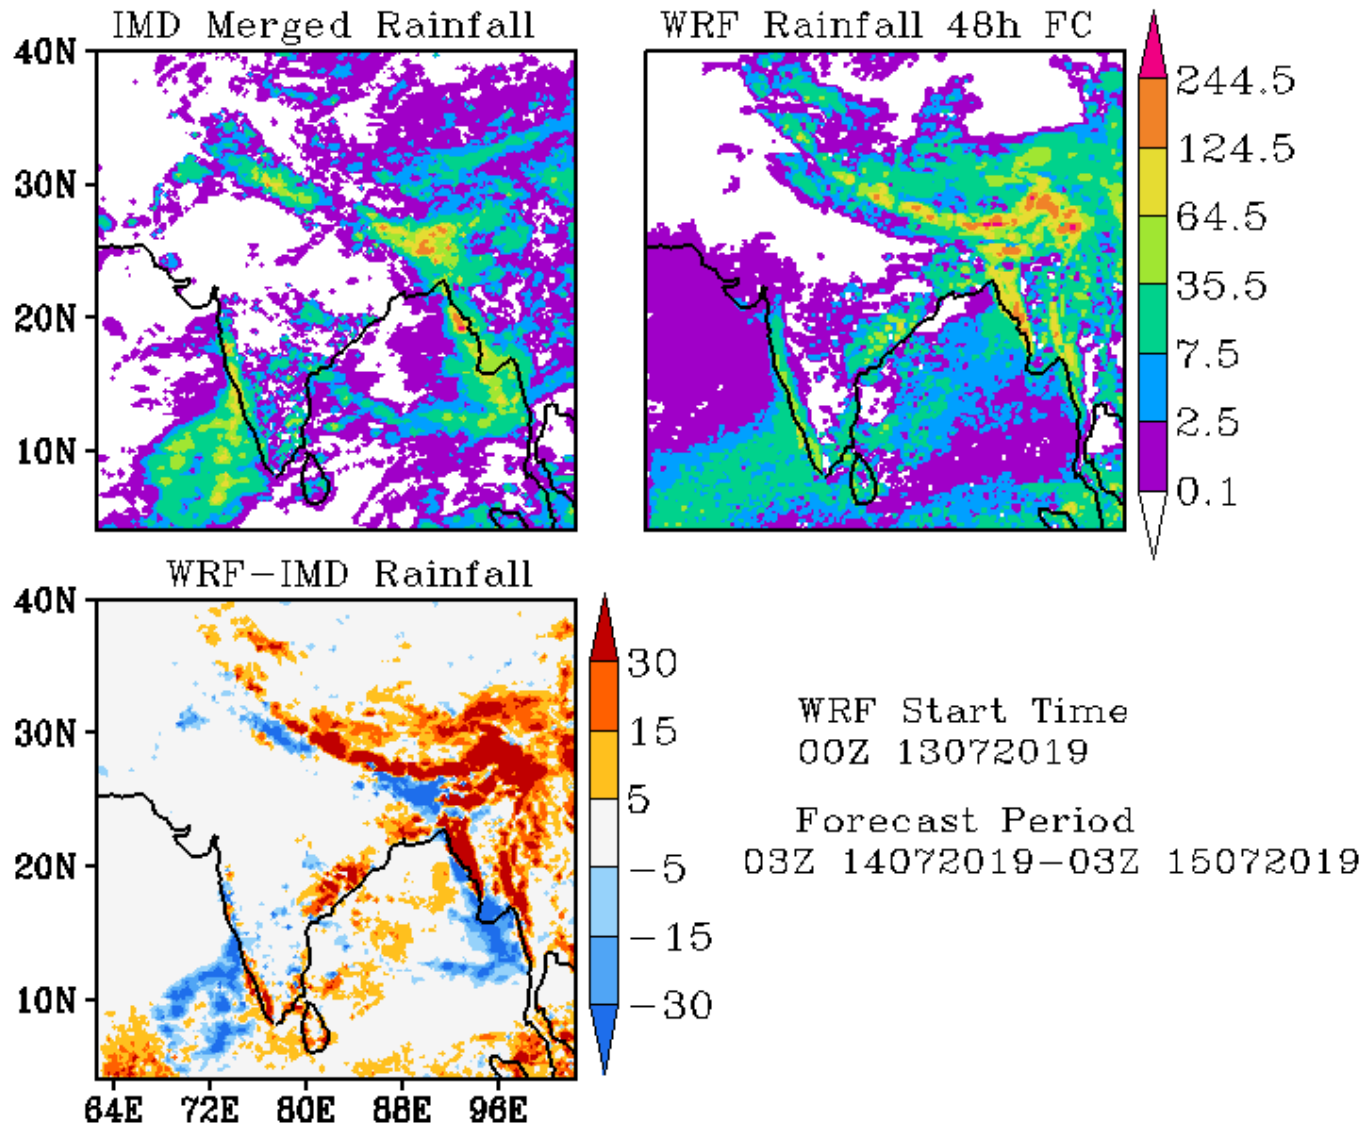 IMD Merged Rainfall
WRF Rainfall 48h FC
40N
30N
20N
10N
244.5
124.5
64.5
35.5
7.5
2.5
0.1
WRF-IMD Rainfall
40N
30N
20N
10N
64E 72E 80E 88E 96E
30
15
5
-5
-15
-30
WRF Start Time
00Z 13072019
Forecast Period
03Z 14072019-03Z 15072019